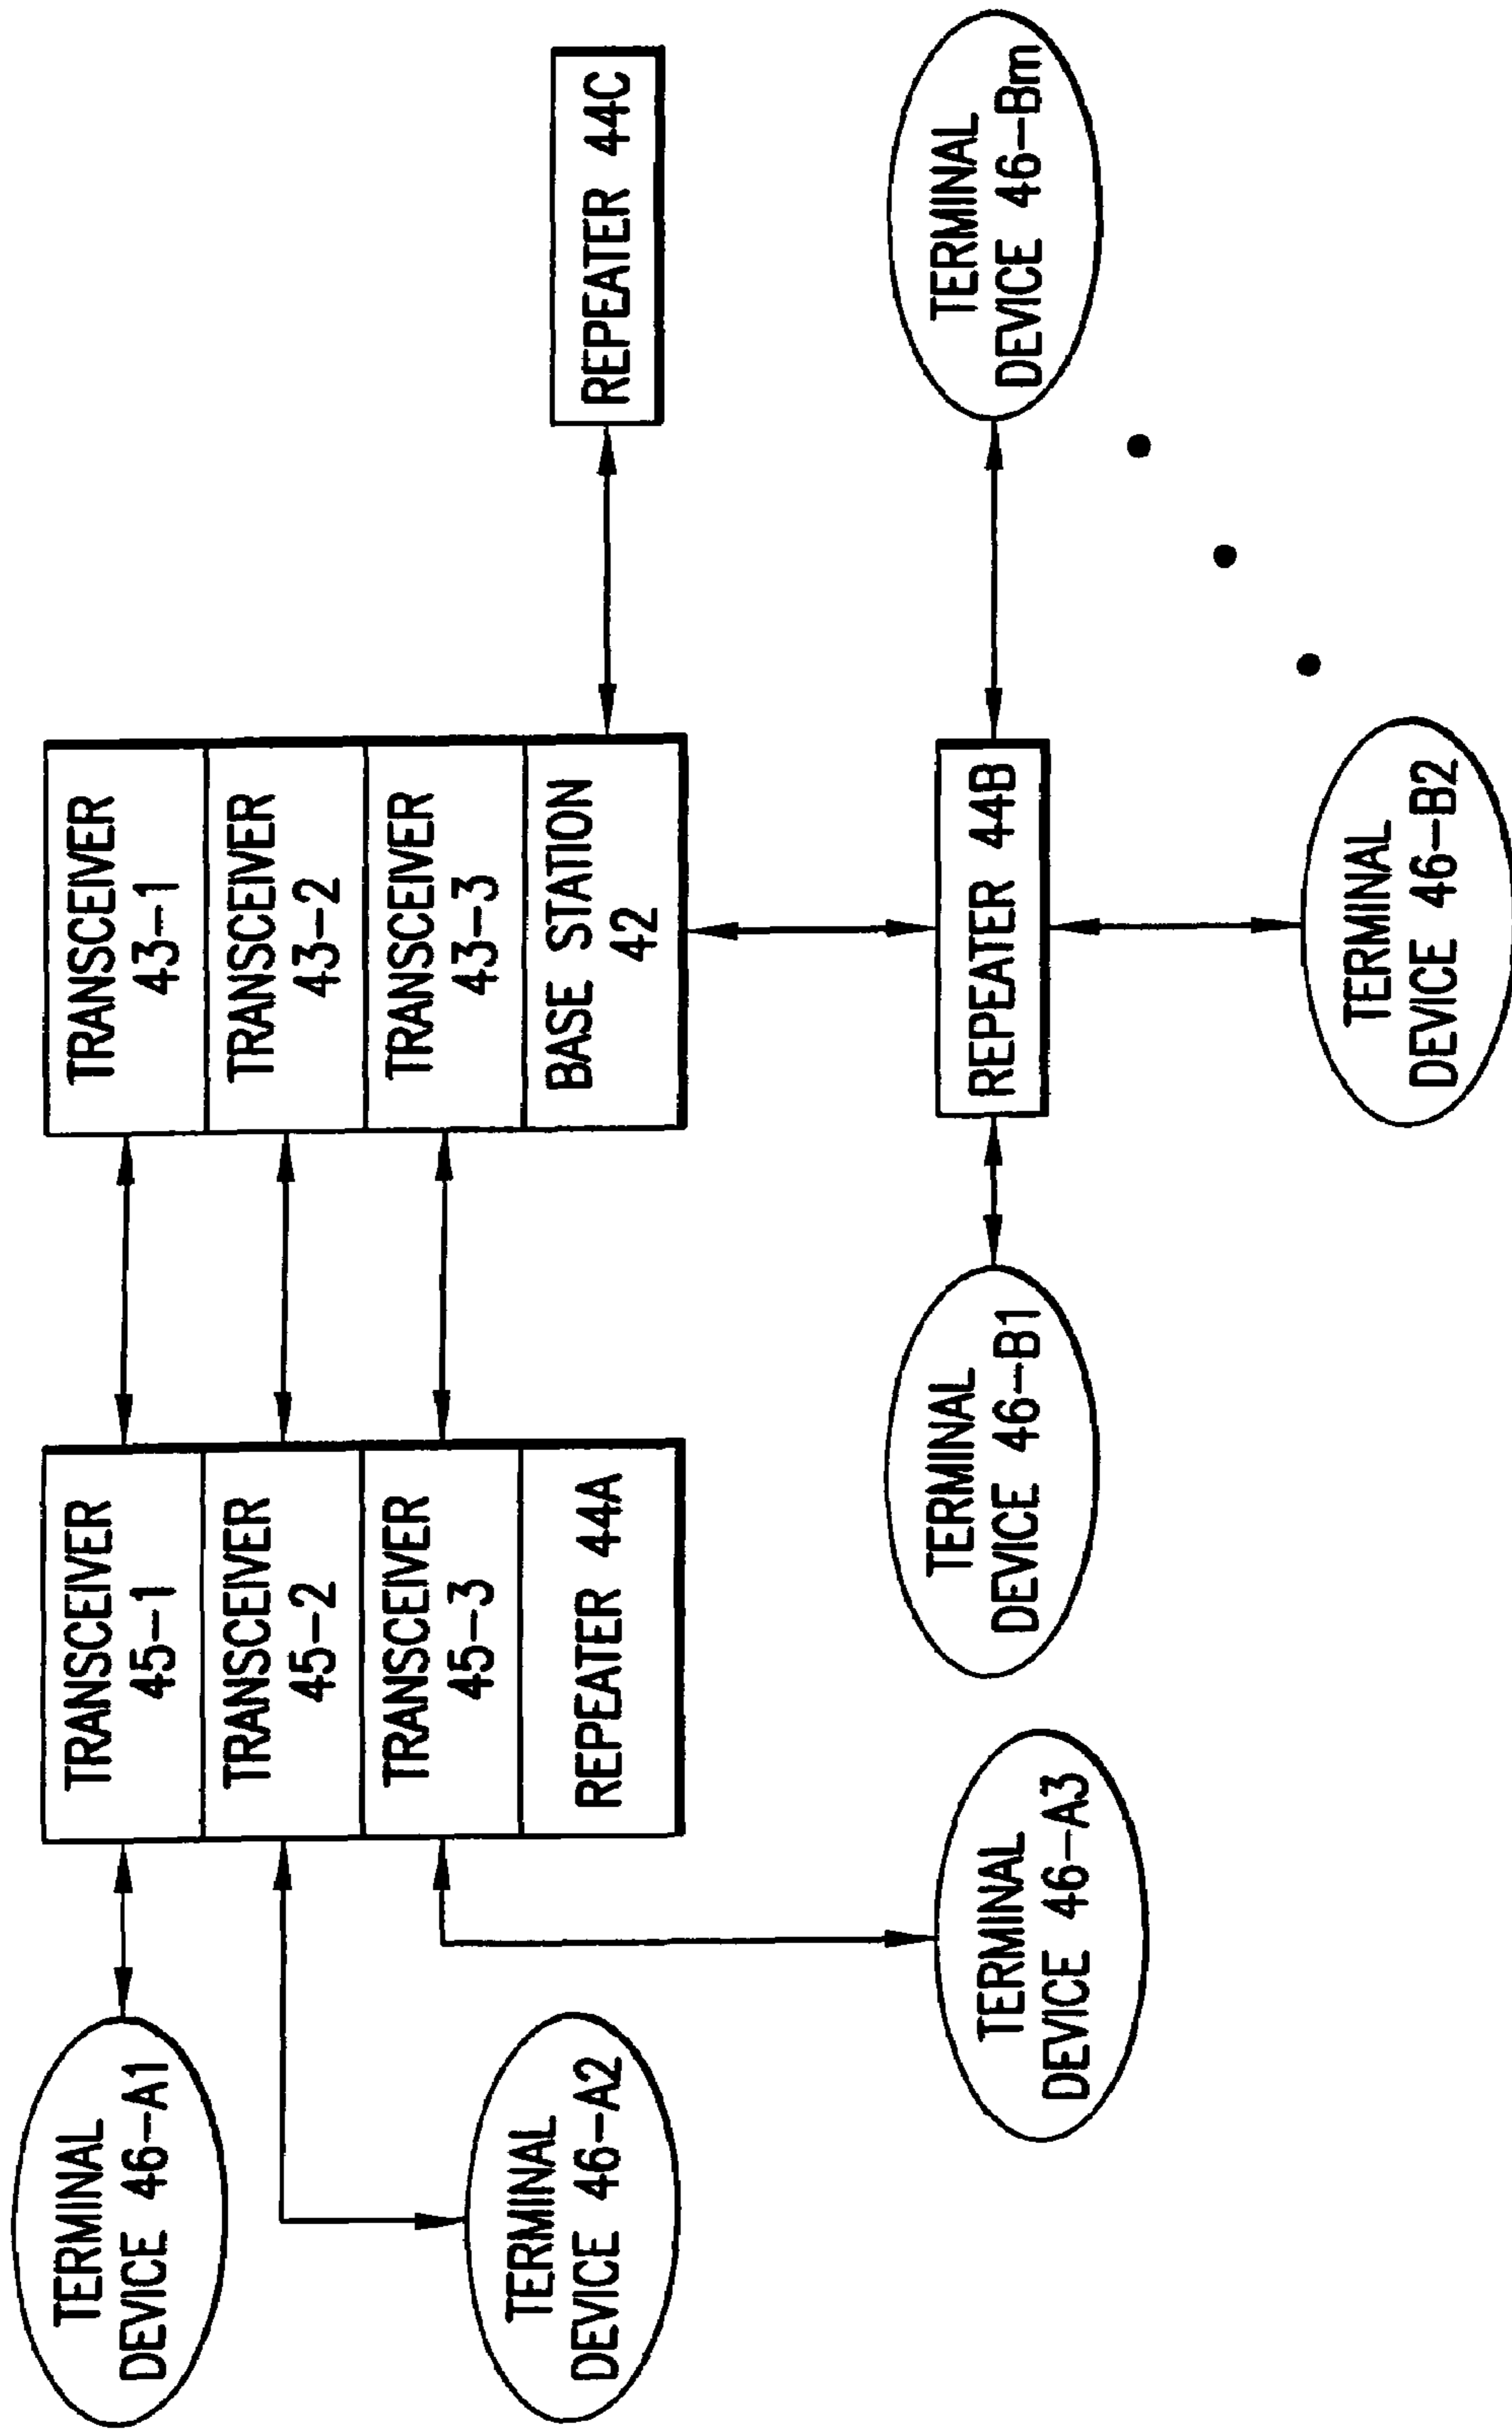 TERMINAL
DEVICE 46-A1
TRANSCEIVER
45-1
TRANSCEIVER
43-1
TRANSCEIVER
45-2
TRANSCEIVER
43-2
TRANSCEIVER
45-3
TRANSCEIVER
43-3
TERMINAL
DEVICE 46-A2
REPEATER 44A
BASE STATION
42
REPEATER 44C
TERMINAL
DEVICE 46-A3
TERMINAL
DEVICE 46-B1
REPEATER 44B
TERMINAL
DEVICE 46-Bm
TERMINAL
DEVICE 46-B2